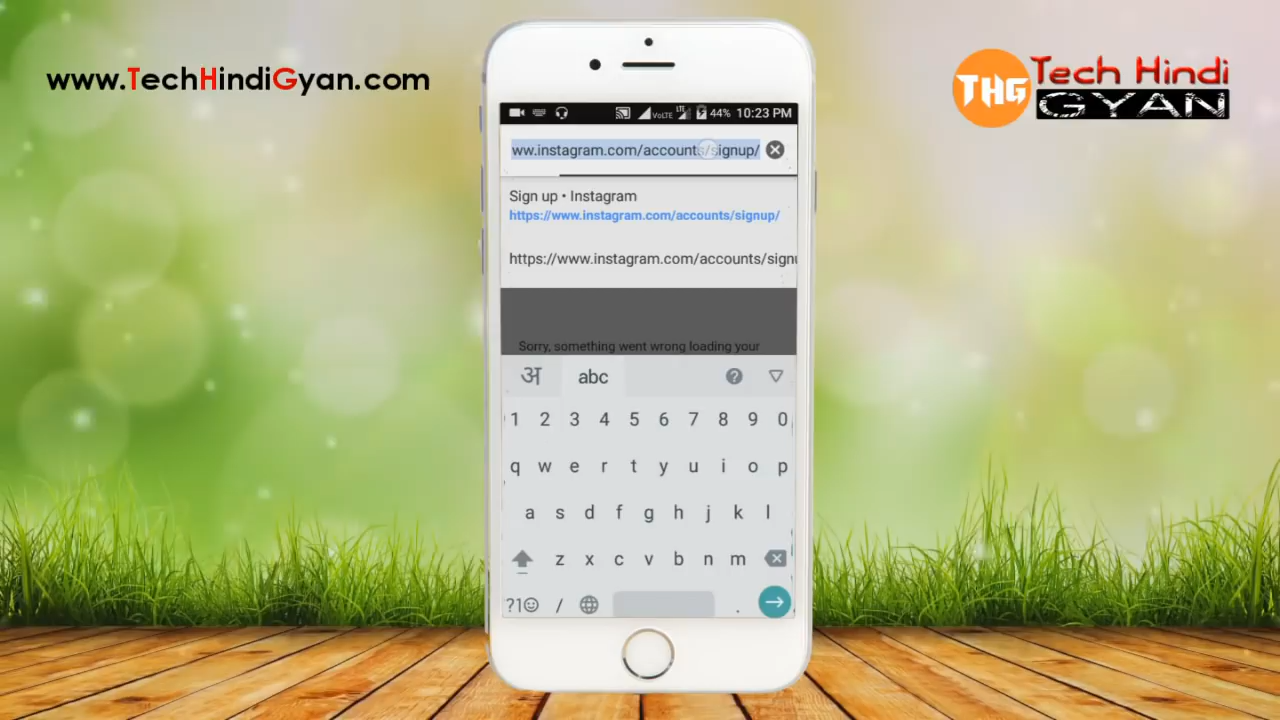 www.TechHindiGyan.com
THG Tech Hindi
GYAN
VoLTE LTE 44% 10:23 PM
ww.instagram.com/accounts/signup/
Sign up • Instagram
https://www.instagram.com/accounts/signup/
https://www.instagram.com/accounts/signu
Sorry, something went wrong loading your
अ abc ?
1 2 3 4 5 6 7 8 9 0
q w e r t y u i o p
a s d f g h j k l
z x c v b n m
?1☺ / .